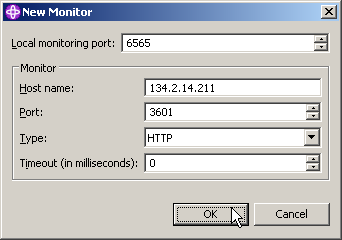 New Monitor
Local monitoring port: 6565
Monitor
Host name: 134.2.14.211
Port: 3601
Type: HTTP
Timeout (in milliseconds): 0
OK Cancel